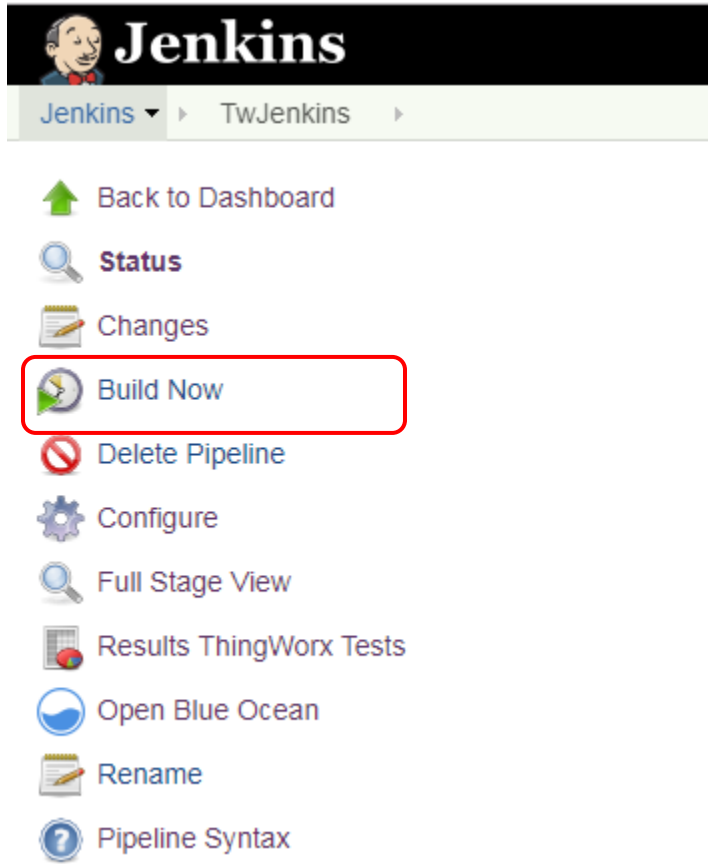 Jenkins
Jenkins TwJenkins
Back to Dashboard
Status
Changes
Build Now
Delete Pipeline
Configure
Full Stage View
Results ThingWorx Tests
Open Blue Ocean
Rename
Pipeline Syntax